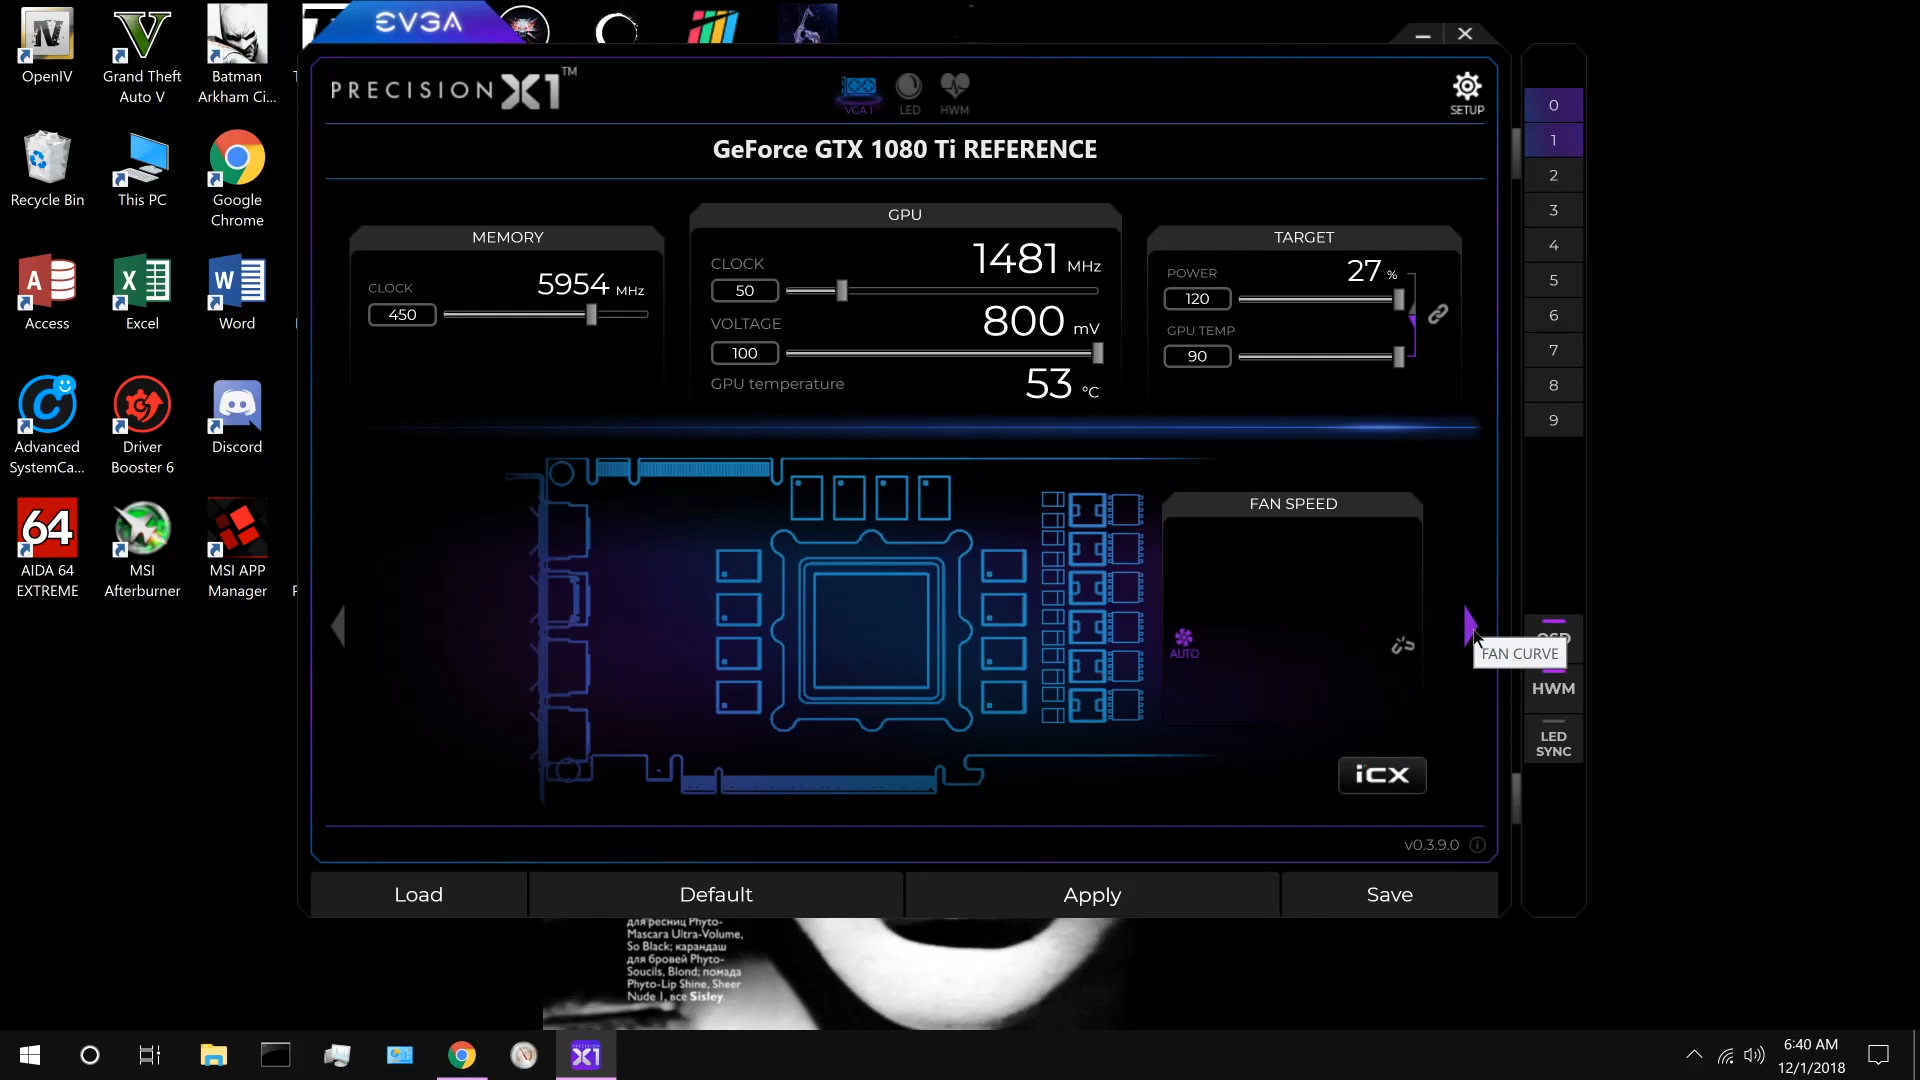 OpenIV
Grand Theft
Auto V
Batman
Arkham Ci...
Recycle Bin
This PC
Google
Chrome
Access
Excel
Word
Advanced
SystemCa...
Driver
Booster 6
Discord
64
AIDA 64
EXTREME
MSI
Afterburner
MSI APP
Manager
EVGA
PRECISION X1™
VGA 1
LED
HWM
SETUP
GeForce GTX 1080 Ti REFERENCE
MEMORY
CLOCK
5954 MHz
450
GPU
CLOCK
1481 MHz
50
VOLTAGE
800 mV
100
GPU temperature
53 °C
TARGET
POWER
27 %
120
GPU TEMP
90
FAN SPEED
AUTO
FAN CURVE
iCX
v0.3.9.0
Load
Default
Apply
Save
0
1
2
3
4
5
6
7
8
9
HWM
LED
SYNC
для ресниц Phyto-
Mascara Ultra-Volume,
So Black; карандаш
для бровей Phyto-
Soucils, Blond; помада
Phyto-Lip Shine, Sheer
Nude 1, все Sisley
X1
6:40 AM
12/1/2018